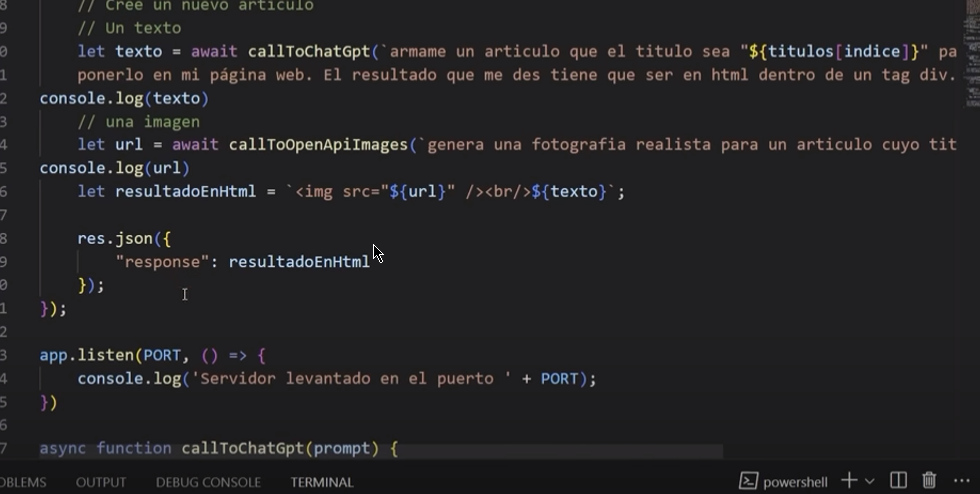 8 // Cree un nuevo articulo
9 // Un texto
0 let texto = await callToChatGpt(`armame un articulo que el titulo sea "${titulos[indice]}" pa
1 ponerlo en mi página web. El resultado que me des tiene que ser en html dentro de un tag div.
2 console.log(texto)
3 // una imagen
4 let url = await callToOpenApiImages(`genera una fotografia realista para un articulo cuyo tit
5 console.log(url)
6 let resultadoEnHtml = `<img src="${url}" /><br/>${texto}`;
7
8 res.json({
9 "response": resultadoEnHtml
0 });
1 });
2
3 app.listen(PORT, () => {
4 console.log('Servidor levantado en el puerto ' + PORT);
5 })
6
7 async function callToChatGpt(prompt) {
OBLEMS OUTPUT DEBUG CONSOLE TERMINAL powershell